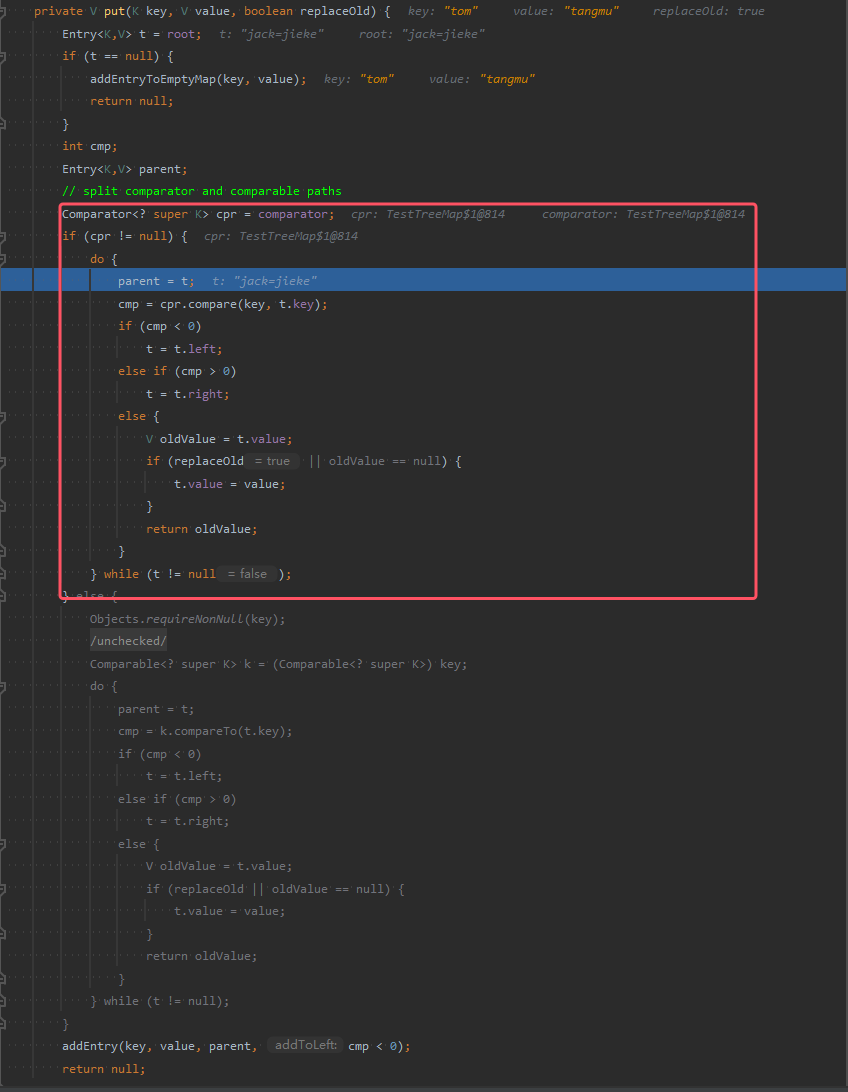 private V put(K key, V value, boolean replaceOld) {   key: "tom"     value: "tangmu"     replaceOld: true
    Entry<K,V> t = root;   t: "jack=jieke"     root: "jack=jieke"
    if (t == null) {
        addEntryToEmptyMap(key, value);   key: "tom"     value: "tangmu"
        return null;
    }
    int cmp;
    Entry<K,V> parent;
    // split comparator and comparable paths
    Comparator<? super K> cpr = comparator;   cpr: TestTreeMap$1@814     comparator: TestTreeMap$1@814
    if (cpr != null) {   cpr: TestTreeMap$1@814
        do {
            parent = t;   t: "jack=jieke"
            cmp = cpr.compare(key, t.key);
            if (cmp < 0)
                t = t.left;
            else if (cmp > 0)
                t = t.right;
            else {
                V oldValue = t.value;
                if (replaceOld = true || oldValue == null) {
                    t.value = value;
                }
                return oldValue;
            }
        } while (t != null = false );
    } else {
        Objects.requireNonNull(key);
        /unchecked/
        Comparable<? super K> k = (Comparable<? super K>) key;
        do {
            parent = t;
            cmp = k.compareTo(t.key);
            if (cmp < 0)
                t = t.left;
            else if (cmp > 0)
                t = t.right;
            else {
                V oldValue = t.value;
                if (replaceOld || oldValue == null) {
                    t.value = value;
                }
                return oldValue;
            }
        } while (t != null);
    }
    addEntry(key, value, parent, addToLeft: cmp < 0);
    return null;